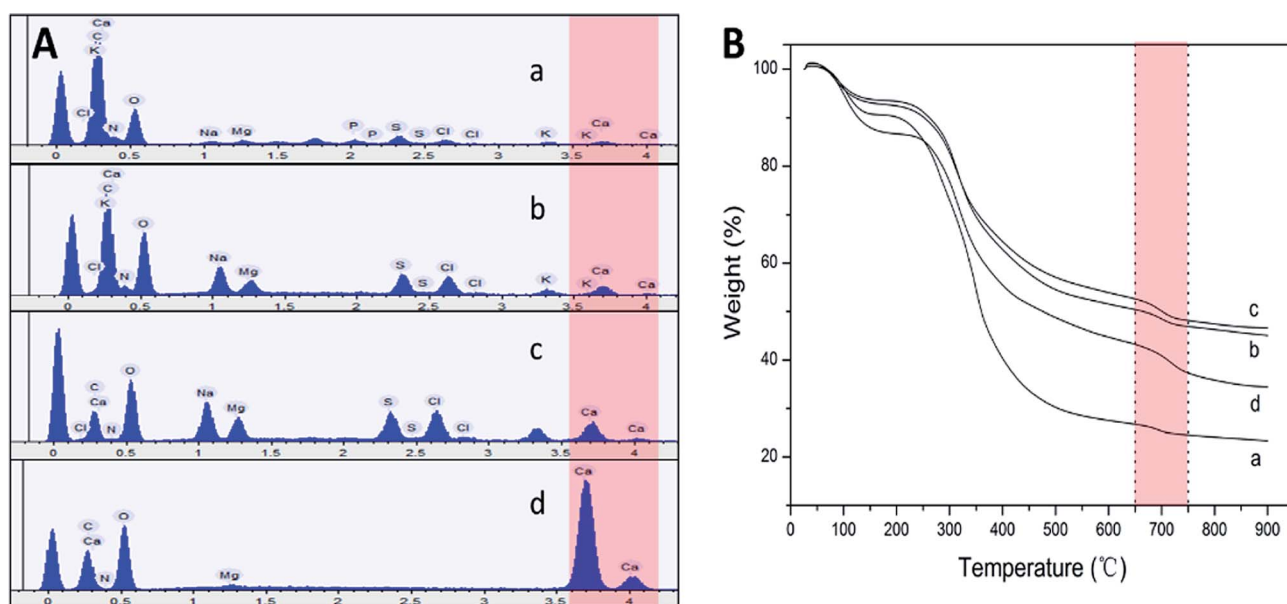 A
a
Ca
C
K
Cl
N
O
Na
Mg
P
P
S
S
Cl
Cl
K
K
Ca
Ca
0 0.5 1 1.5 2 2.5 3 3.5 4
b
Ca
C
K
Cl
N
O
Na
Mg
S
S
Cl
Cl
K
K
Ca
Ca
0 0.5 1 1.5 2 2.5 3 3.5 4
c
C
Ca
Cl
N
O
Na
Mg
S
S
Cl
Cl
Ca
Ca
0 0.5 1 1.5 2 2.5 3 3.5 4
d
C
Ca
N
O
Mg
Ca
Ca
0 0.5 1 1.5 2 2.5 3 3.5 4
B
Weight (%)
100
80
60
40
20
c
b
d
a
0 100 200 300 400 500 600 700 800 900
Temperature (℃)